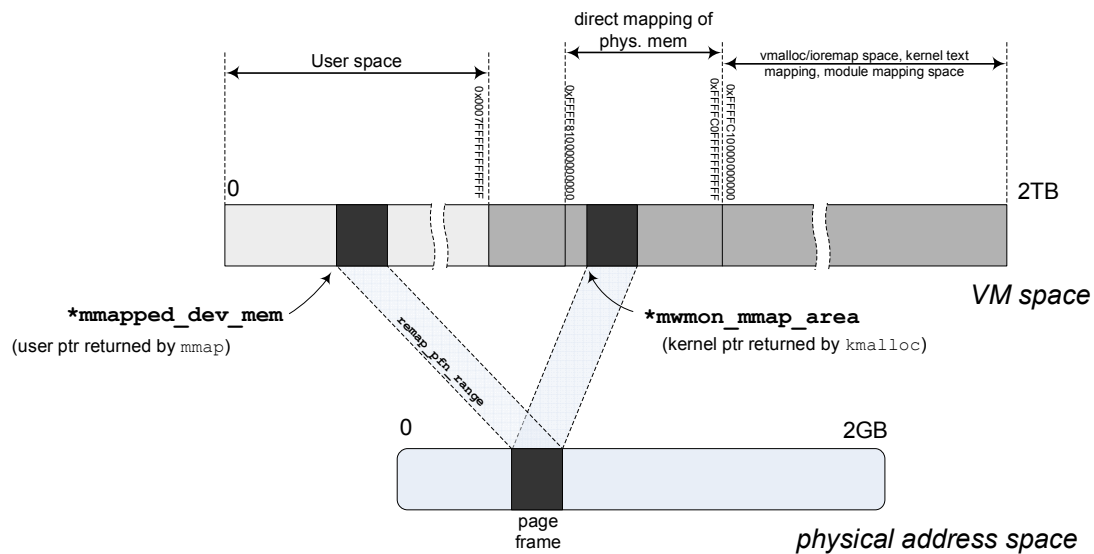 direct mapping of
phys. mem
User space
vmalloc/ioremap space, kernel text
mapping, module mapping space
0x0007FFFFFFFFFFFF
0xFFFF810000000000
0xFFFFC0FFFFFFFFFF
0xFFFFC10000000000
0
2TB
VM space
*mmapped_dev_mem
(user ptr returned by mmap)
*mwmon_mmap_area
(kernel ptr returned by kmalloc)
remap_pfn_range
0
2GB
page
frame
physical address space